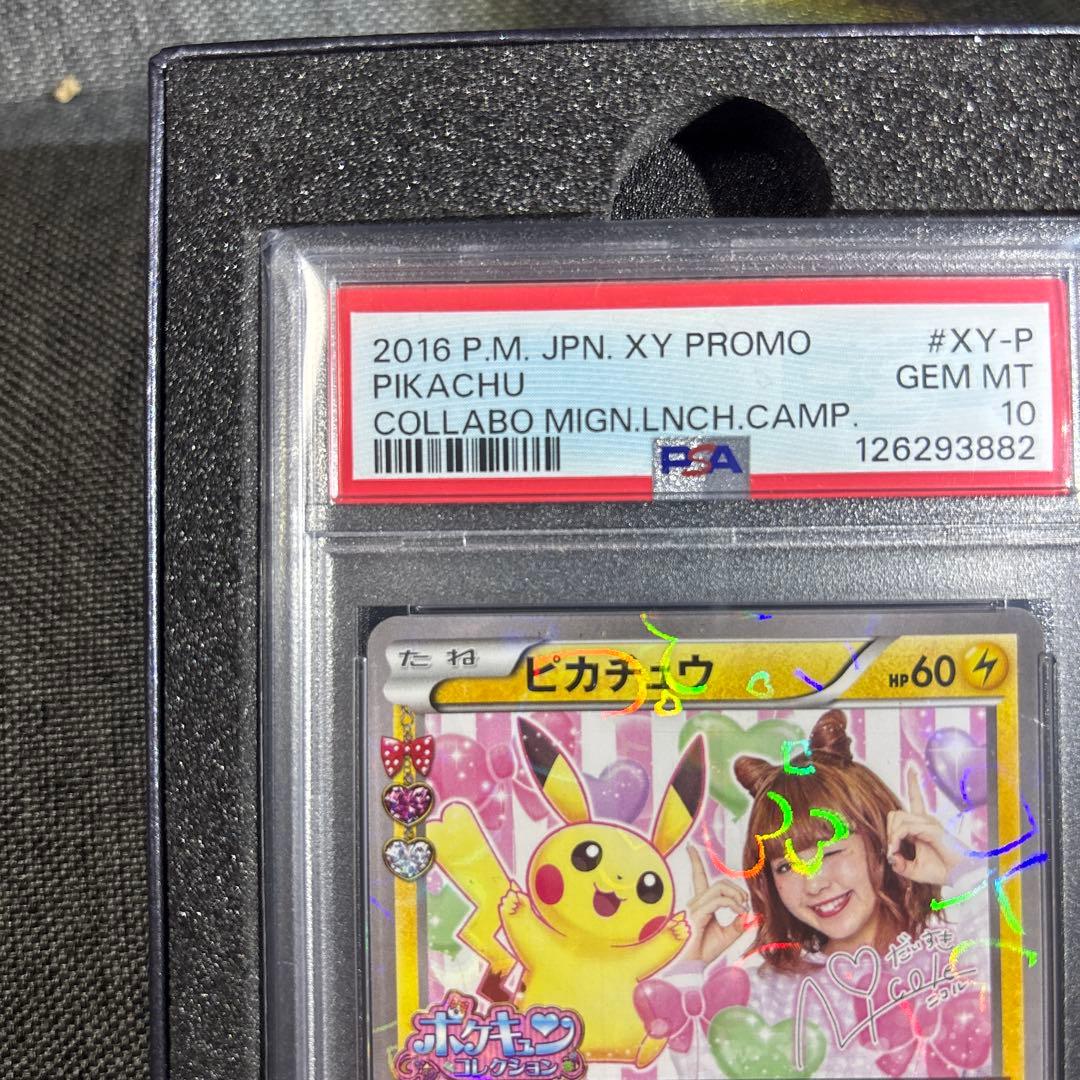 2016 P.M. JPN. XY PROMO #XY-P
PIKACHU GEM MT
COLLABO MIGN.LNCH.CAMP. 10
PSA 126293882
たね ピカチュウ HP60
だいすき
ニコル
ポケキュン
コレクション